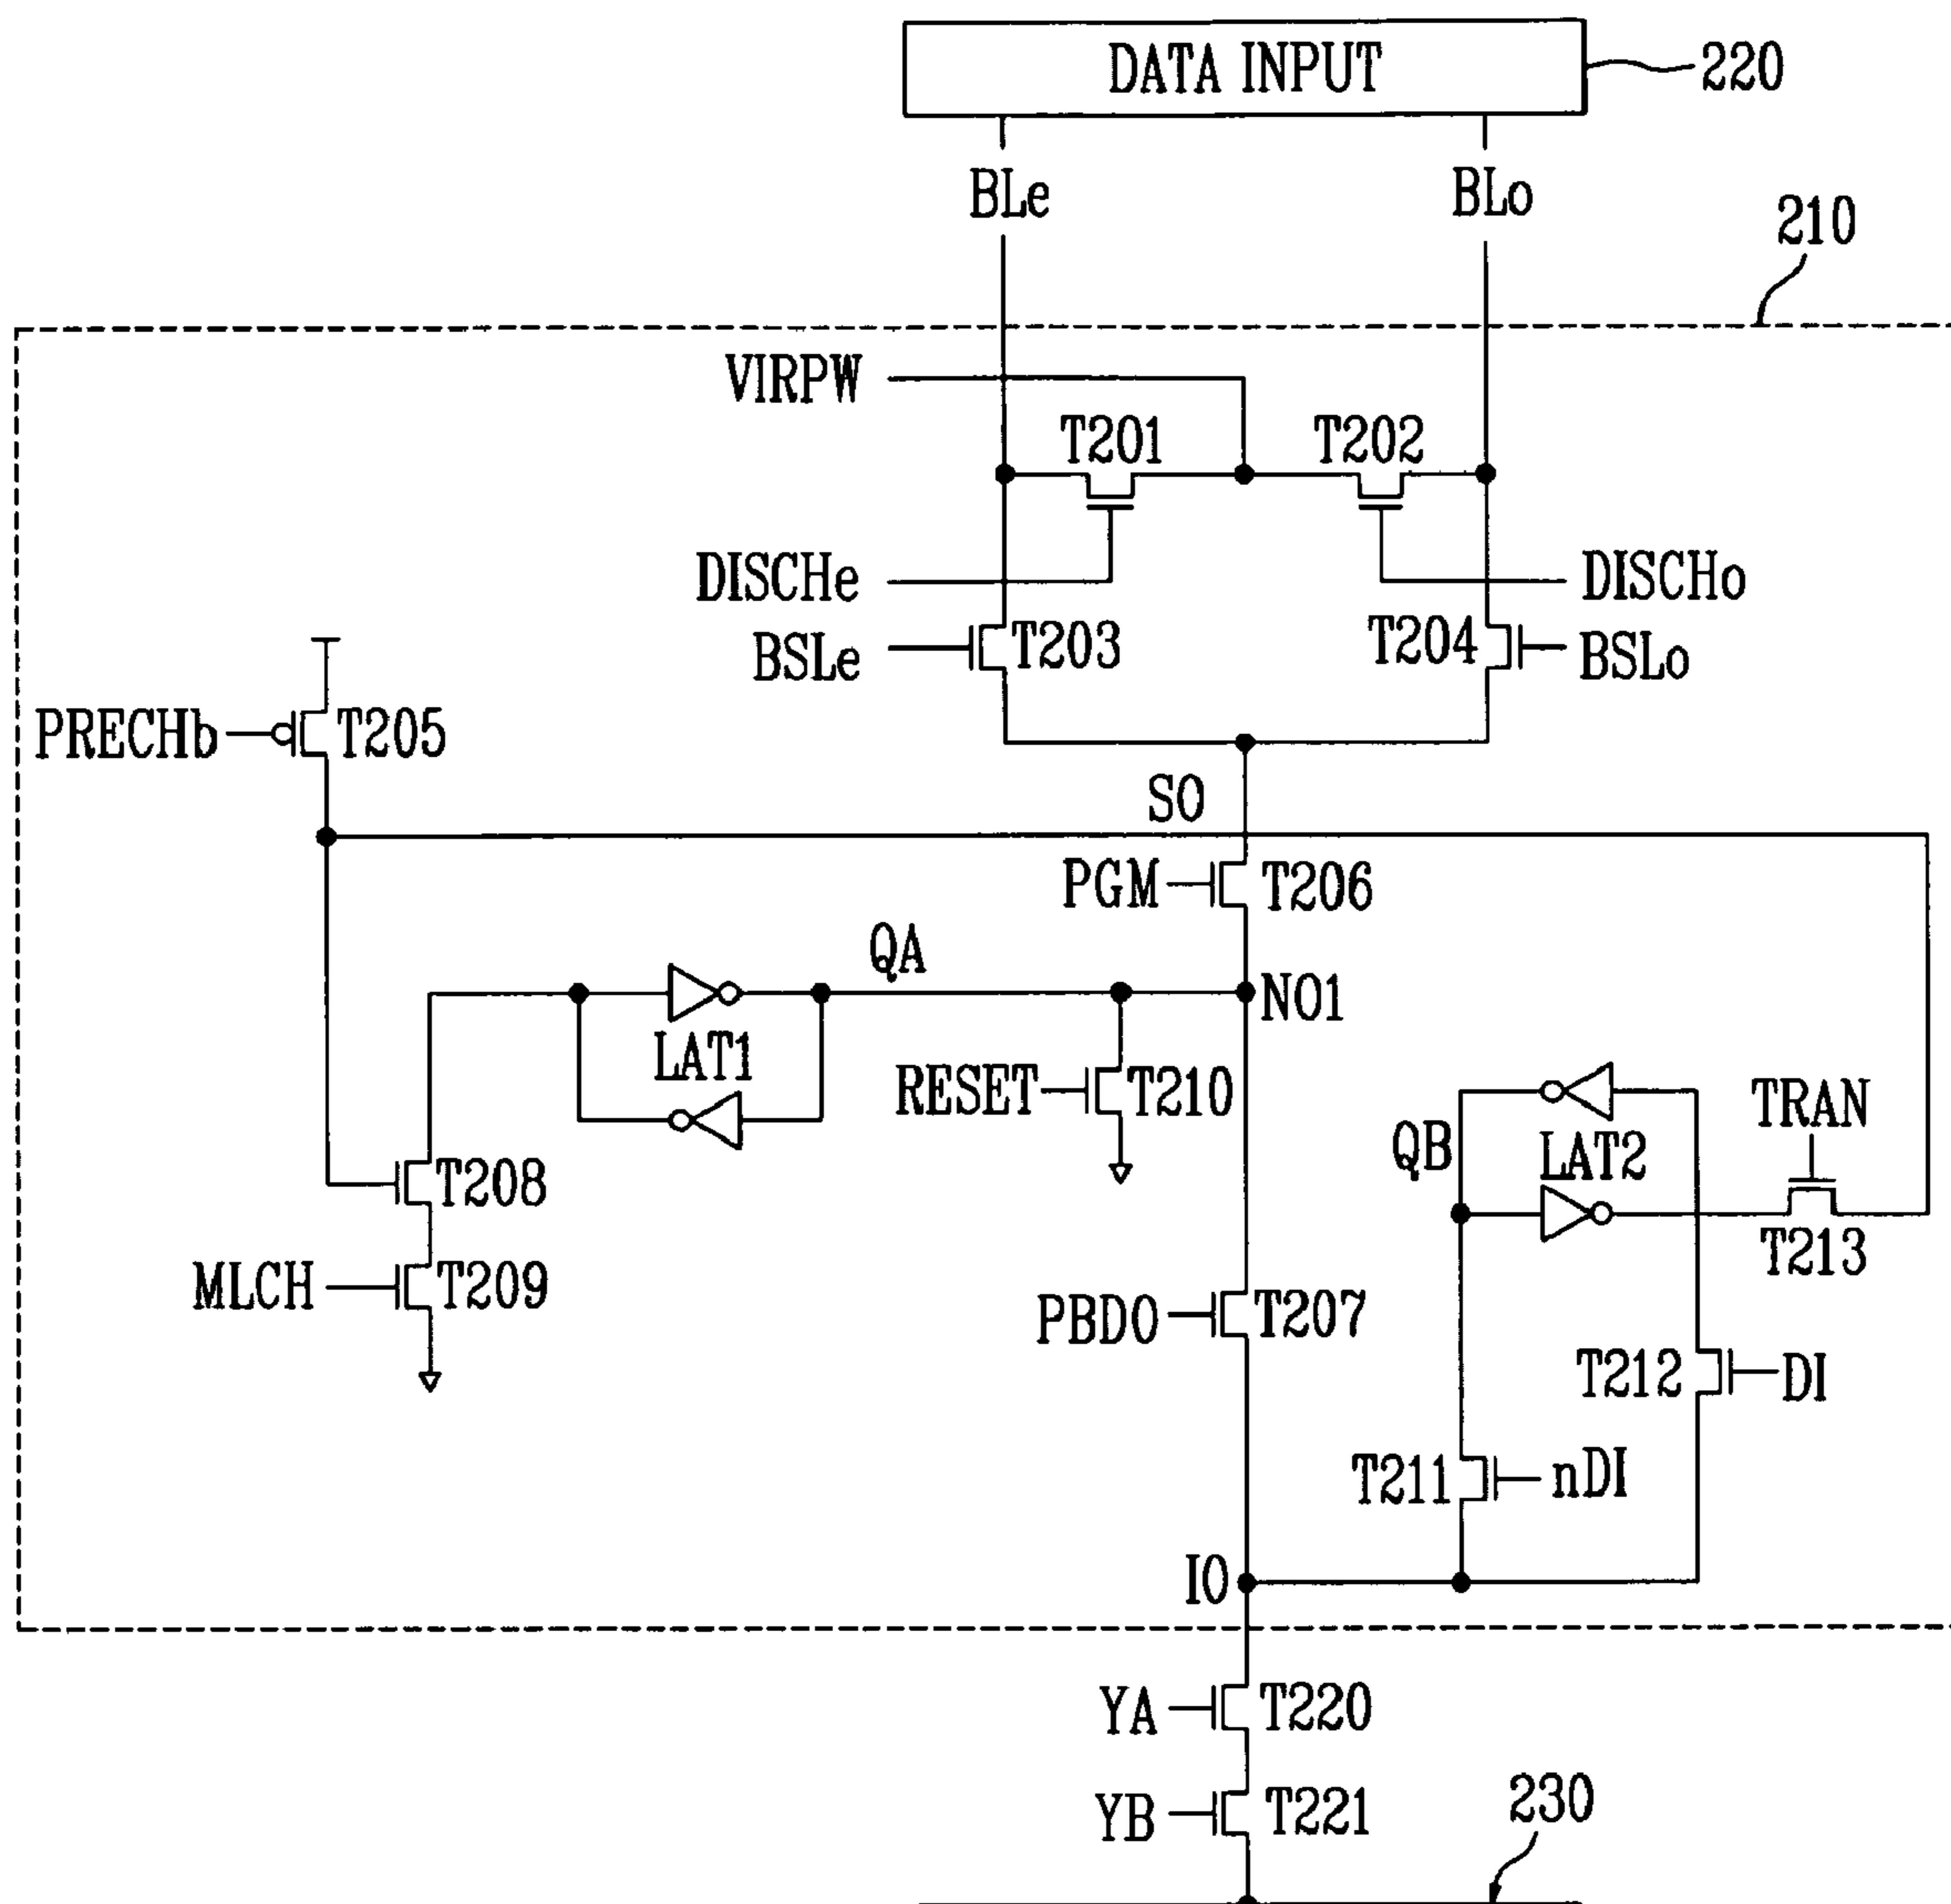 DATA INPUT
220
BLe
BLo
210
VIRPW
T201
T202
DISCHe
DISCHo
BSLe
T203
T204
BSLo
PRECHb
T205
SO
PGM
T206
QA
NO1
LAT1
RESET
T210
TRAN
QB
LAT2
T208
T213
MLCH
T209
PBDO
T207
T212
DI
T211
nDI
IO
YA
T220
YB
T221
230